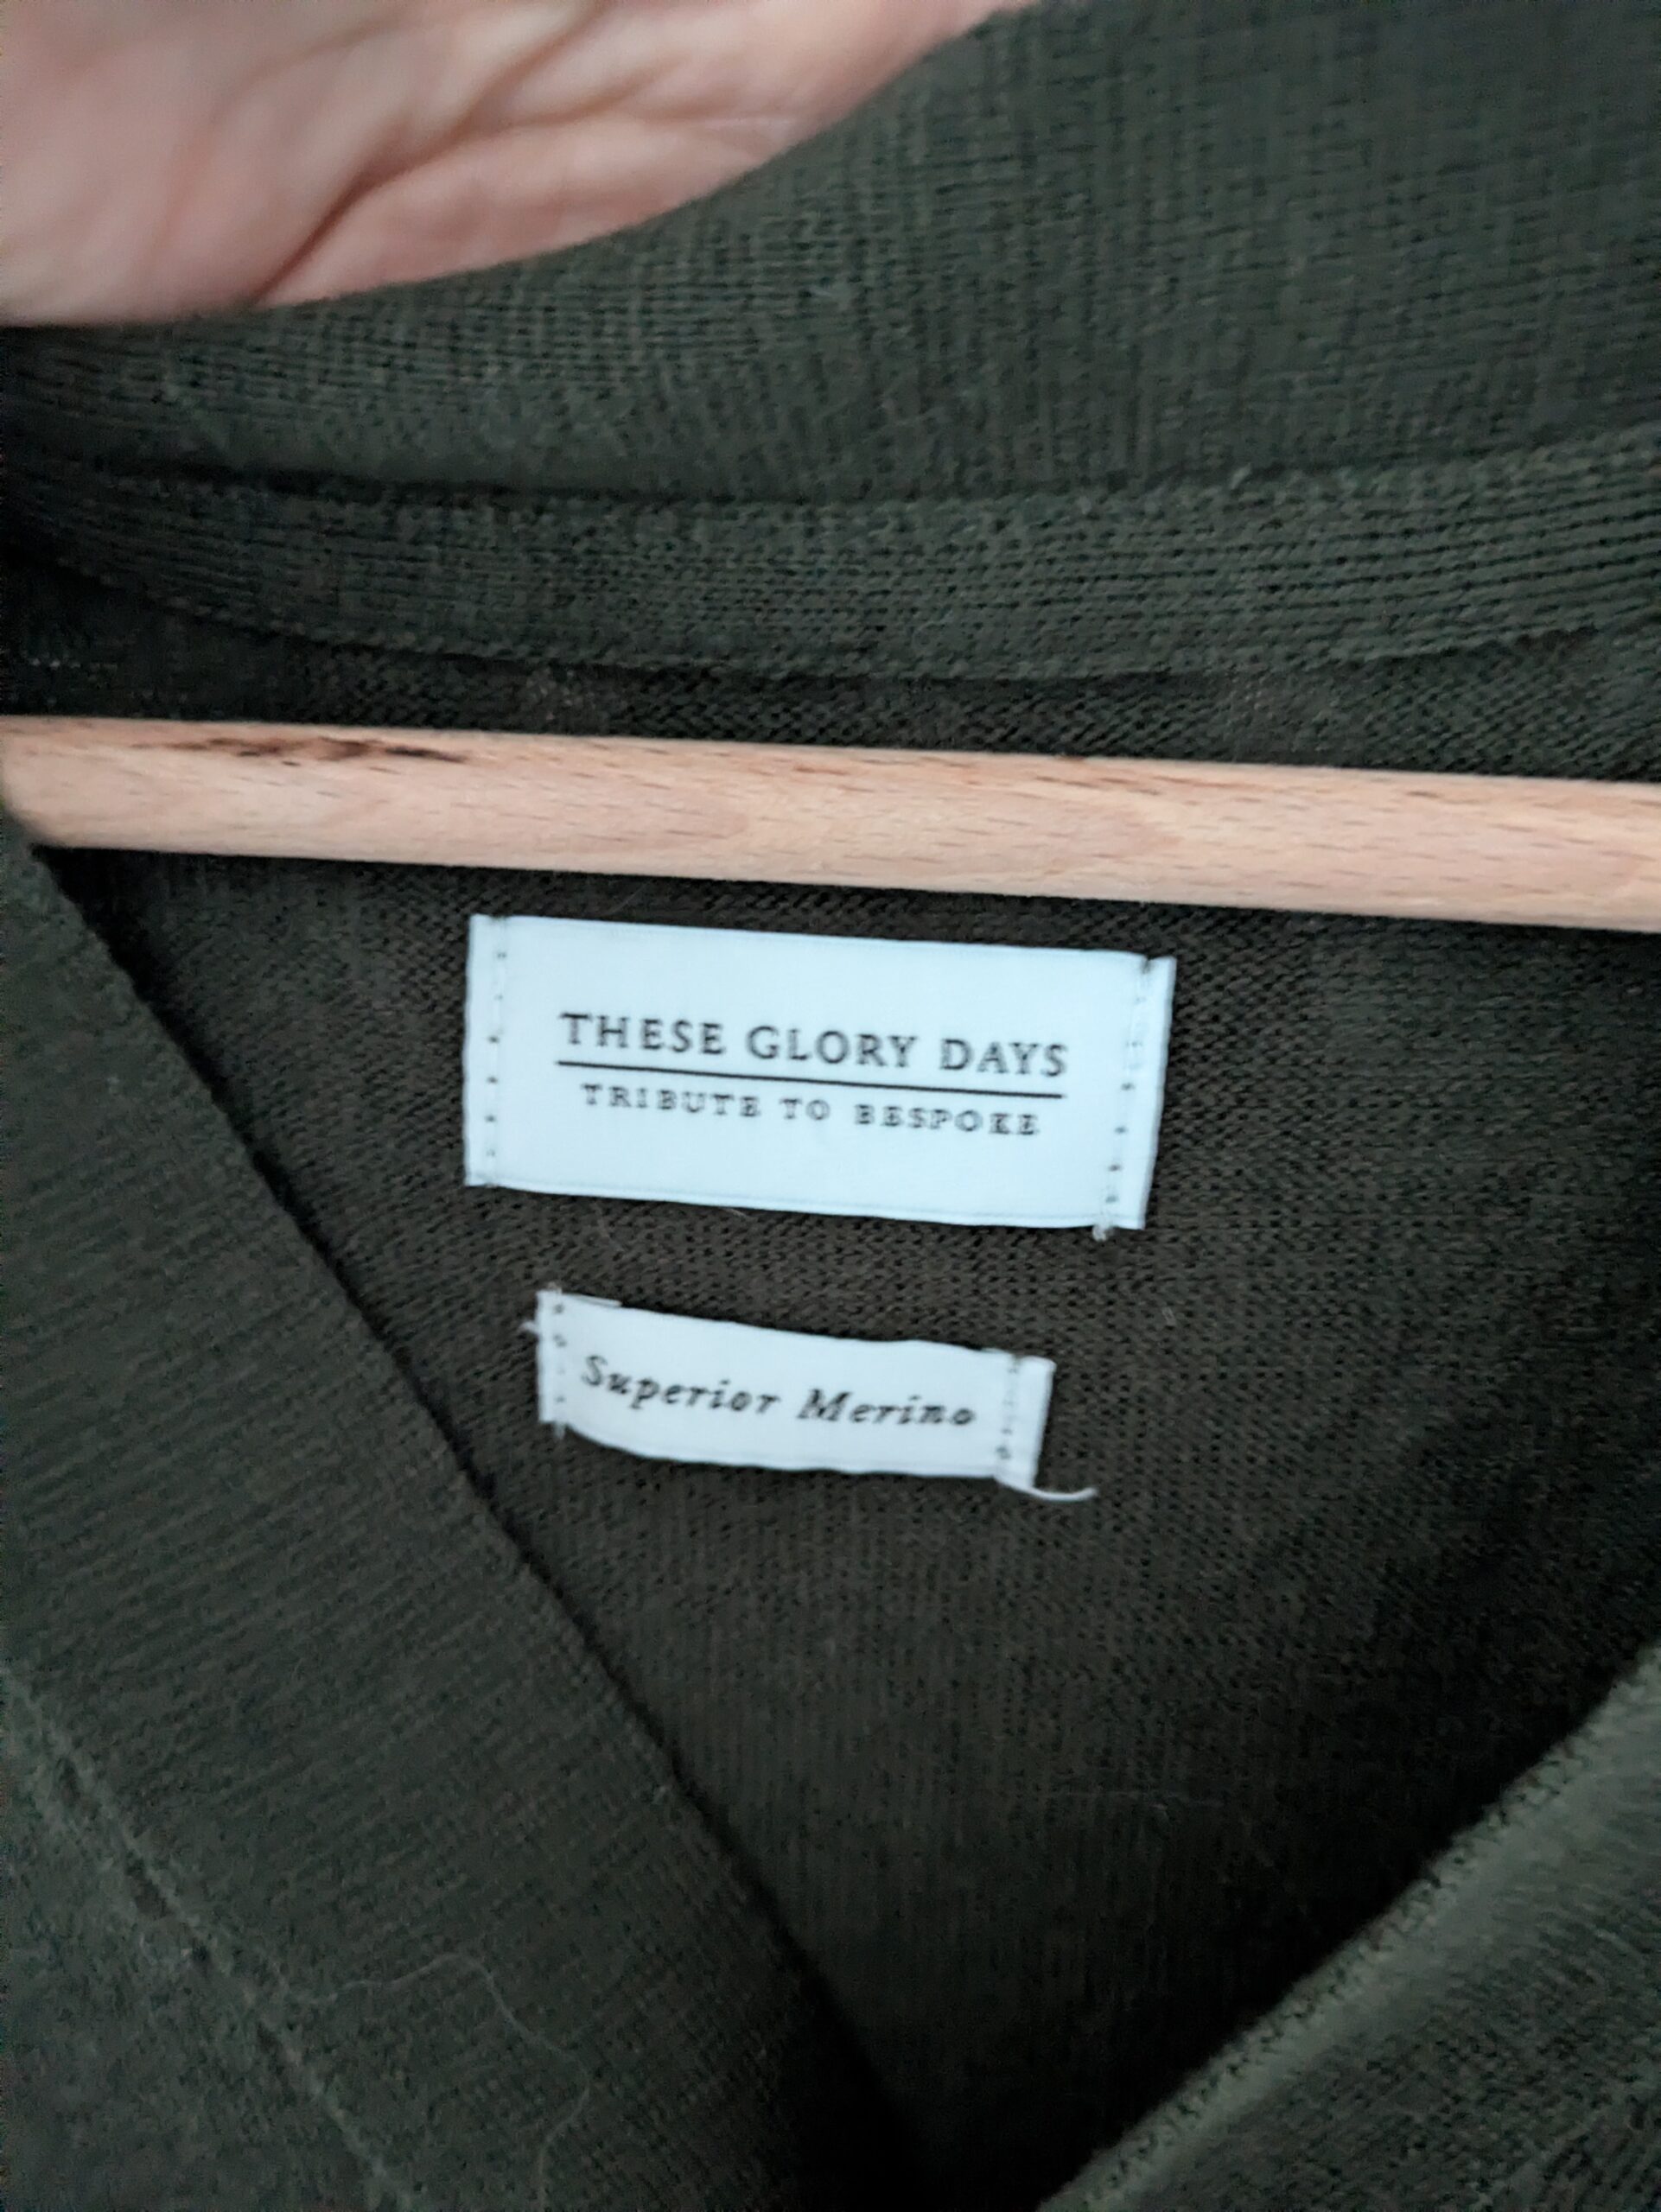 THESE GLORY DAYS
TRIBUTE TO BESPOKE
Superior Merino